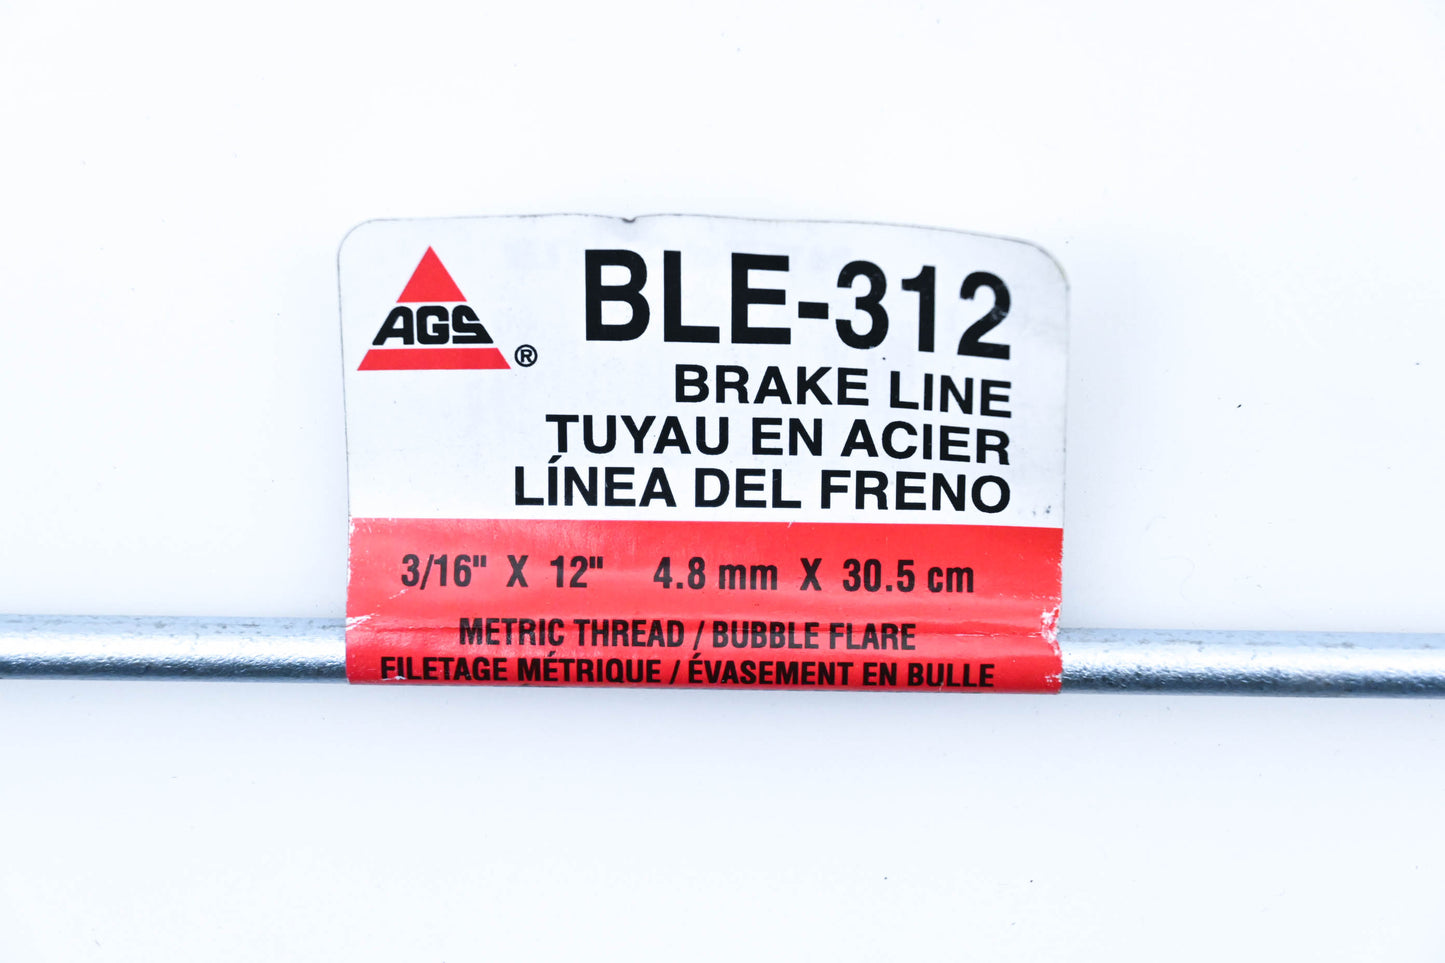 AGS
®
BLE-312
BRAKE LINE
TUYAU EN ACIER
LÍNEA DEL FRENO
3/16" X 12" 4.8 mm X 30.5 cm
METRIC THREAD / BUBBLE FLARE
FILETAGE MÉTRIQUE / ÉVASEMENT EN BULLE